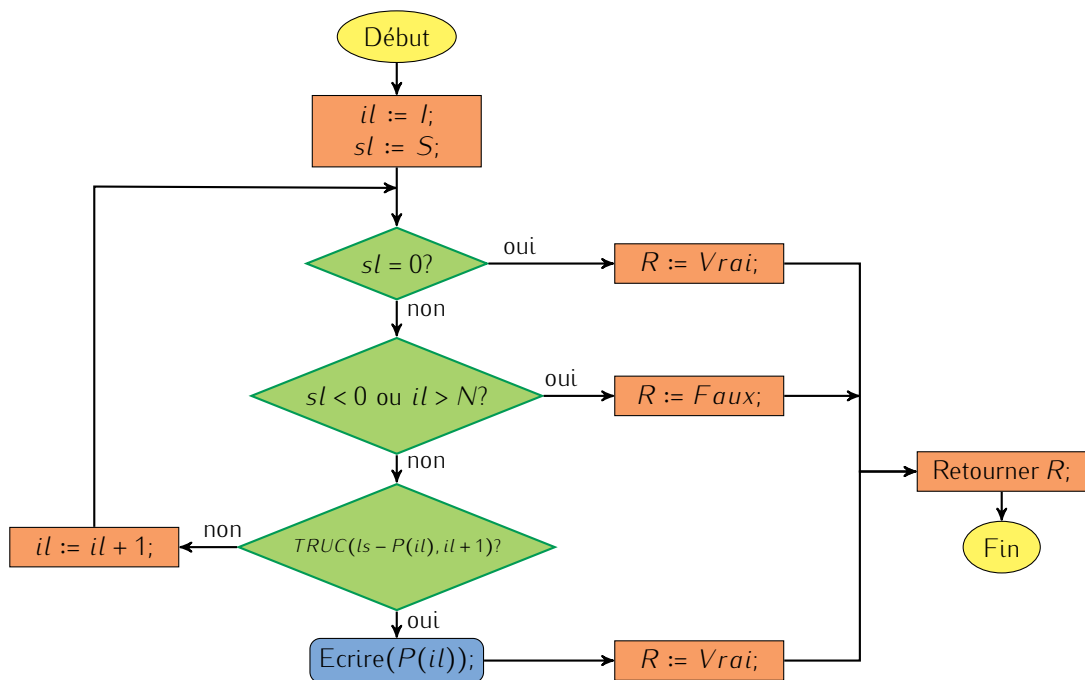 Début
il := I;
sl := S;
sl = 0?
oui
R := Vrai;
non
sl < 0 ou il > N?
oui
R := Faux;
non
Retourner R;
TRUC(ls − P(il), il + 1)?
non
il := il + 1;
Fin
oui
Ecrire(P(il));
R := Vrai;